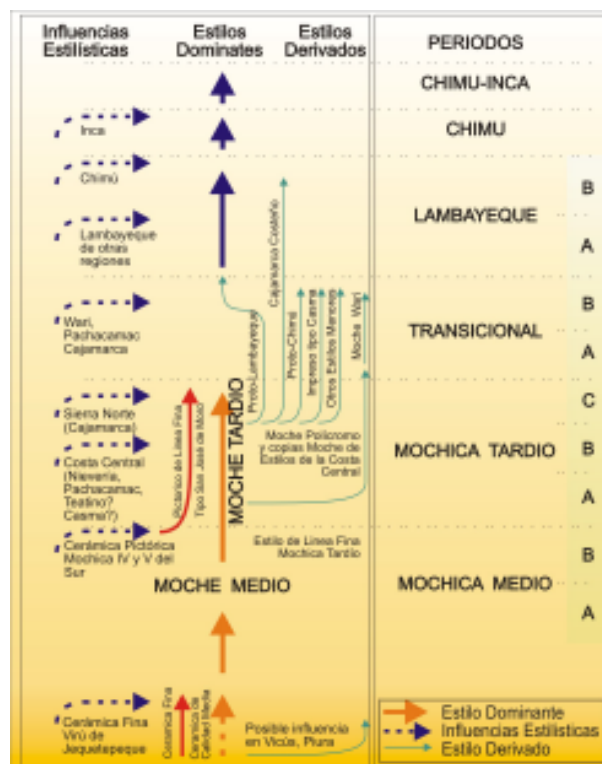 Influencias
Estilísticas
Estilos
Dominates
Estilos
Derivados
PERIODOS
CHIMU-INCA
Inca
CHIMU
Chimú
Lambayeque
de otras
regiones
Cajamarca Costeño
LAMBAYEQUE
B
A
Wari,
Pachacamac
Cajamarca
Proto-Lambayeque
Proto-Chimú
Impreso tipo Casma
Otros Estilos Menores
Moche Wari
TRANSICIONAL
B
A
Sierra Norte
(Cajamarca)
Costa Central
(Nievería,
Pachacamac,
Teatino?
Casma?)
Pictórico de Línea Fina
Tipo San José de Moro
MOCHE TARDIO
Moche Polícromo
y copias Moche de
Estilos de la Costa
Central
MOCHICA TARDIO
C
B
A
Cerámica Pictórica
Mochica IV y V del
Sur
Estilo de Línea Fina
Mochica Tardío
MOCHE MEDIO
MOCHICA MEDIO
B
A
Cerámica Fina
Virú de
Jequetepeque
Cerámica Fina
Cerámica de
Calidad Media
Posible influencia
en Vicús, Piura
Estilo Dominante
Influencias Estilísticas
Estilo Derivado